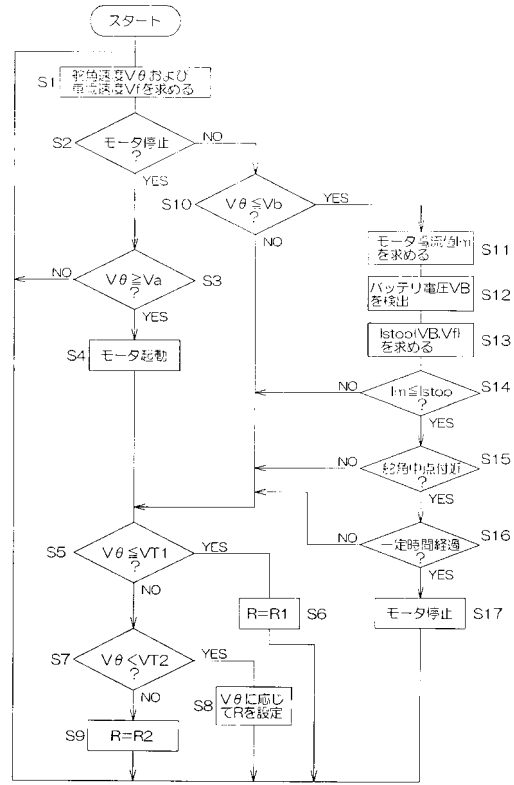 スタート
S1
舵角速度Vθおよび
車載速度Vfを求める
S2
モータ停止
?
NO
YES
S10
Vθ≦Vb
?
YES
NO
S11
モータ電流値Im
を求める
S12
バッテリ電圧VB
を検出
S13
Istop(VB,Vf)
を求める
S3
Vθ≧Va
?
NO
YES
S4
モータ起動
S14
Im≦Istop
?
NO
YES
S15
舵角中点付近
?
NO
YES
S16
一定時間経過
?
NO
YES
S17
モータ停止
S5
Vθ≦VT1
?
YES
NO
R=R1
S6
S7
Vθ<VT2
?
YES
NO
S8
Vθに応じ
てRを設定
S9
R=R2